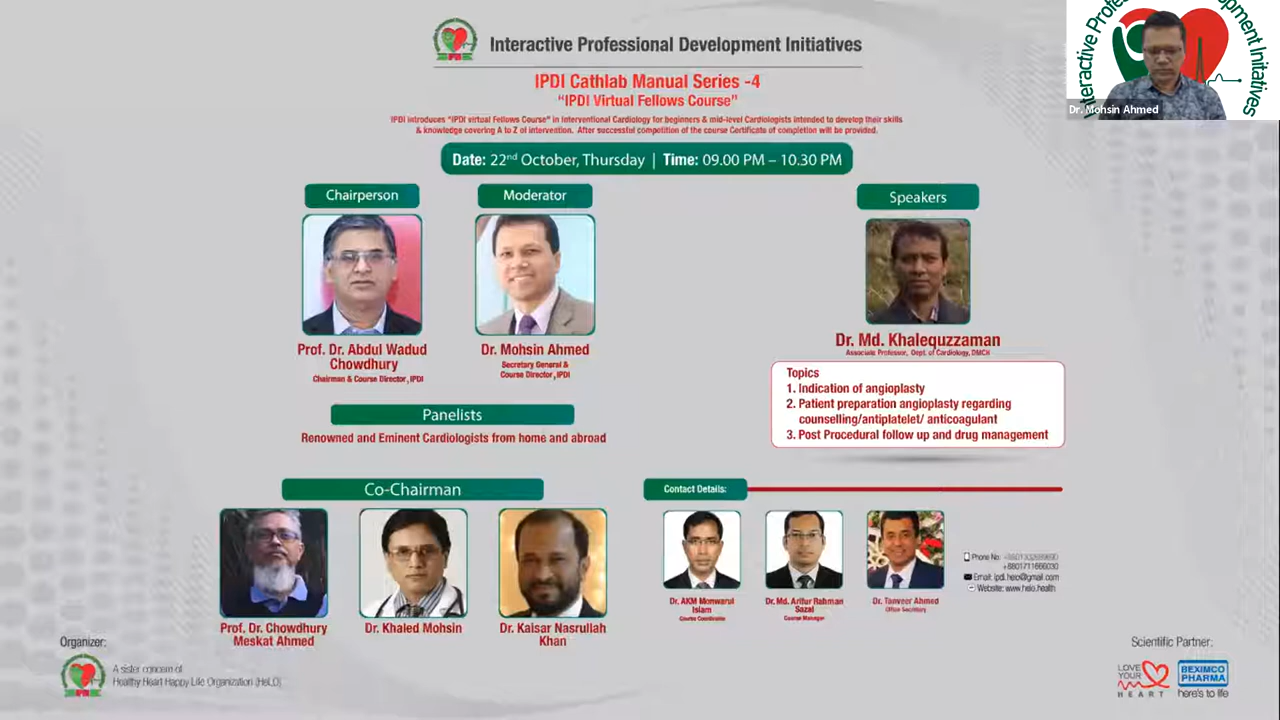 Interactive Professional Development Initiatives
IPDI Cathlab Manual Series -4
“IPDI Virtual Fellows Course”
IPDI introduces “IPDI virtual Fellows Course” in Interventional Cardiology for beginners & mid-level Cardiologists intended to develop their skills
& knowledge covering A to Z of intervention. After successful competition of the course Certificate of completion will be provided.
Date: 22nd October, Thursday | Time: 09.00 PM – 10.30 PM
Chairperson
Moderator
Speakers
Prof. Dr. Abdul Wadud
Chowdhury
Chairman & Course Director, IPDI
Dr. Mohsin Ahmed
Secretary General &
Course Director, IPDI
Dr. Md. Khalequzzaman
Associate Professor, Dept. of Cardiology, DMCH
Topics
1. Indication of angioplasty
2. Patient preparation angioplasty regarding
counselling/antiplatelet/ anticoagulant
3. Post Procedural follow up and drug management
Panelists
Renowned and Eminent Cardiologists from home and abroad
Co-Chairman
Prof. Dr. Chowdhury
Meskat Ahmed
Dr. Khaled Mohsin
Dr. Kaisar Nasrullah
Khan
Contact Details:
Dr. AKM Monwarul
Islam
Course Coordinator
Dr. Md. Arifur Rahman
Sazal
Course Manager
Dr. Tanveer Ahmed
Office Secretary
Phone No:
+8801711666030
Email: ipdi.helo@gmail.com
Website: www.helo.health
Organizer:
A sister concern of
Healthy Heart Happy Life Organization (HeLO)
Scientific Partner:
LOVE
YOUR
HEART
BEXIMCO
PHARMA
here's to life
Interactive Profe
opment Initiatives
Dr. Mohsin Ahmed